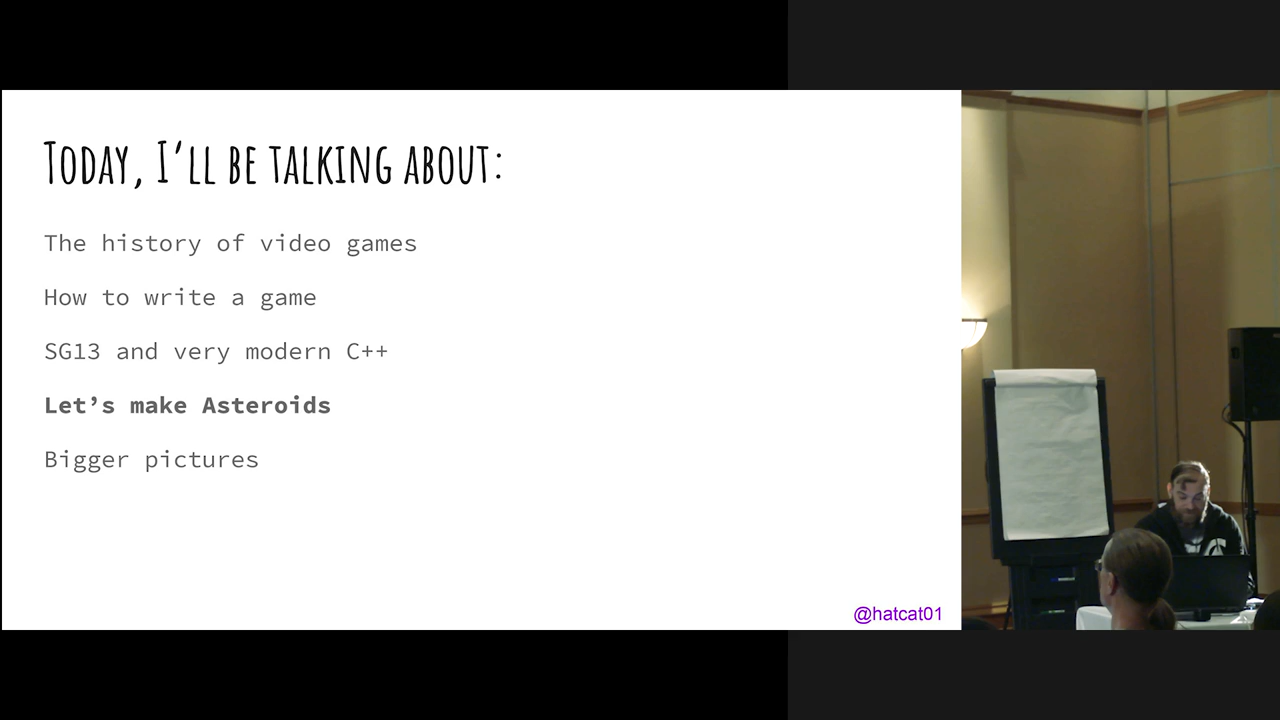 Today, I'll be talking about:
The history of video games
How to write a game
SG13 and very modern C++
Let's make Asteroids
Bigger pictures
@hatcat01